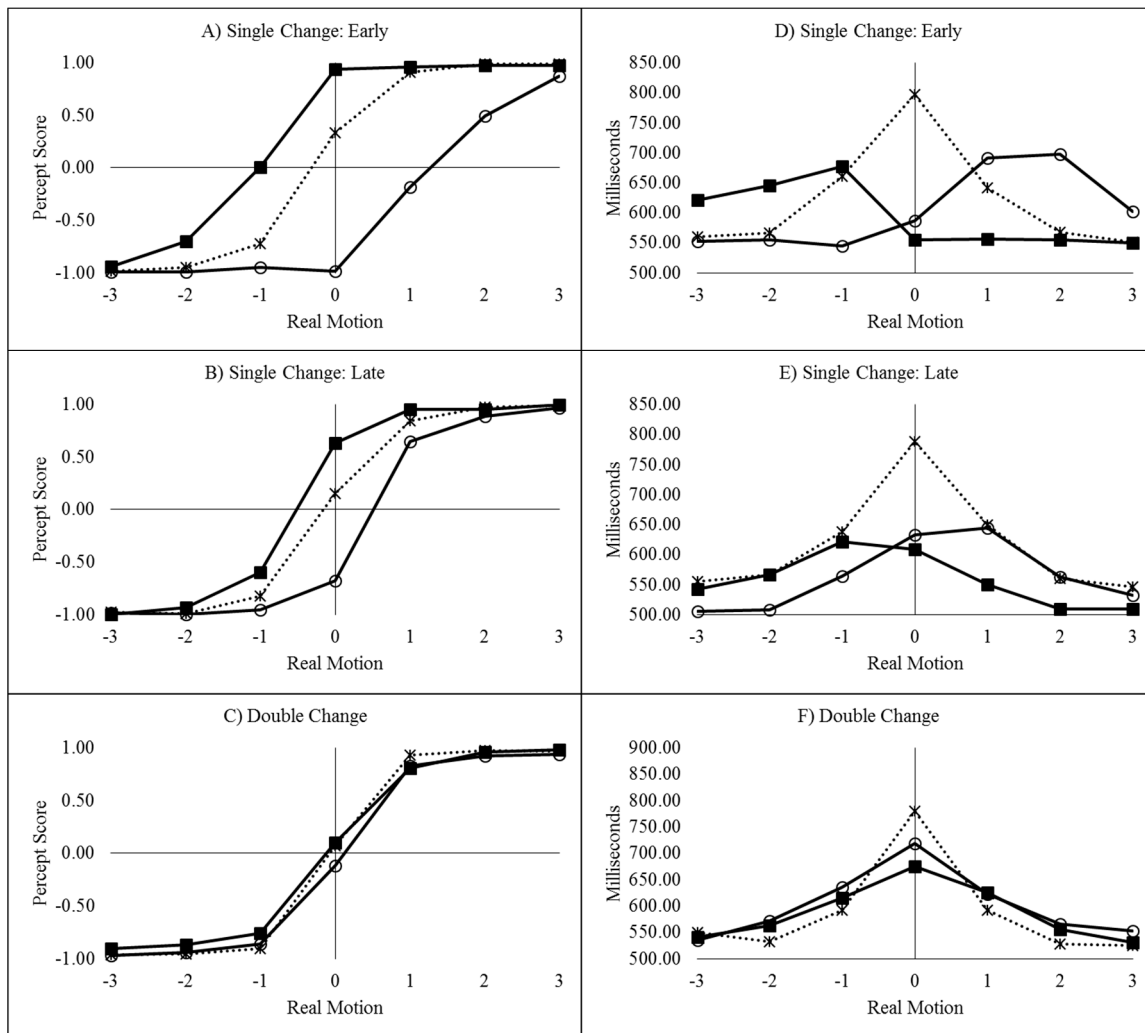 A) Single Change: Early
1.00
0.50
0.00
-0.50
-1.00
Percept Score
-3 -2 -1 0 1 2 3
Real Motion
D) Single Change: Early
850.00
800.00
750.00
700.00
650.00
600.00
550.00
500.00
Milliseconds
-3 -2 -1 0 1 2 3
Real Motion
B) Single Change: Late
1.00
0.50
0.00
-0.50
-1.00
Percept Score
-3 -2 -1 0 1 2 3
Real Motion
E) Single Change: Late
850.00
800.00
750.00
700.00
650.00
600.00
550.00
500.00
Milliseconds
-3 -2 -1 0 1 2 3
Real Motion
C) Double Change
1.00
0.50
0.00
-0.50
-1.00
Percept Score
-3 -2 -1 0 1 2 3
Real Motion
F) Double Change
900.00
850.00
800.00
750.00
700.00
650.00
600.00
550.00
500.00
Milliseconds
-3 -2 -1 0 1 2 3
Real Motion